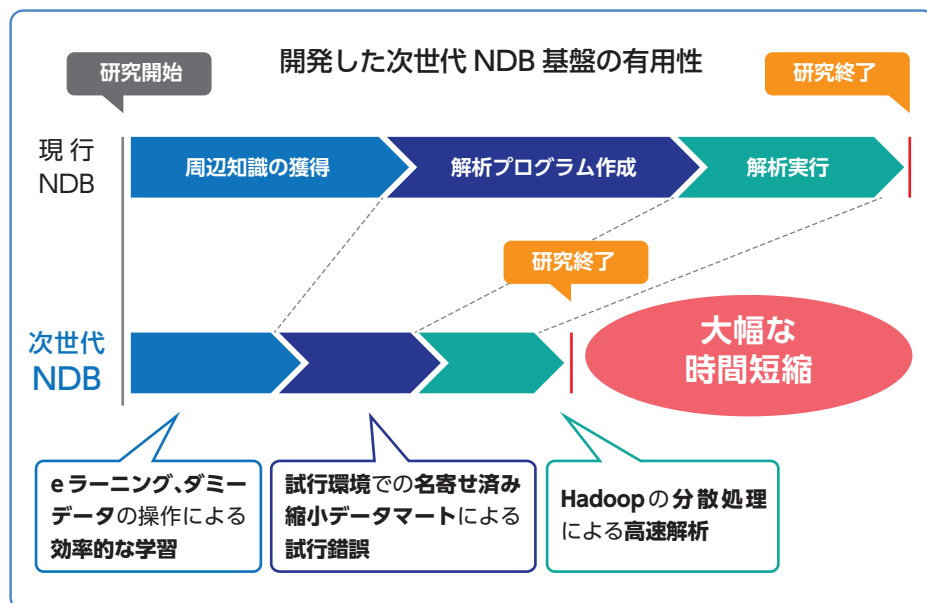 開発した次世代 NDB 基盤の有用性
研究開始
研究終了
現行
NDB
周辺知識の獲得
解析プログラム作成
解析実行
研究終了
次世代
NDB
大幅な
時間短縮
e ラーニング、ダミー
データの操作による
効率的な学習
試行環境での名寄せ済み
縮小データマートによる
試行錯誤
Hadoopの分散処理
による高速解析